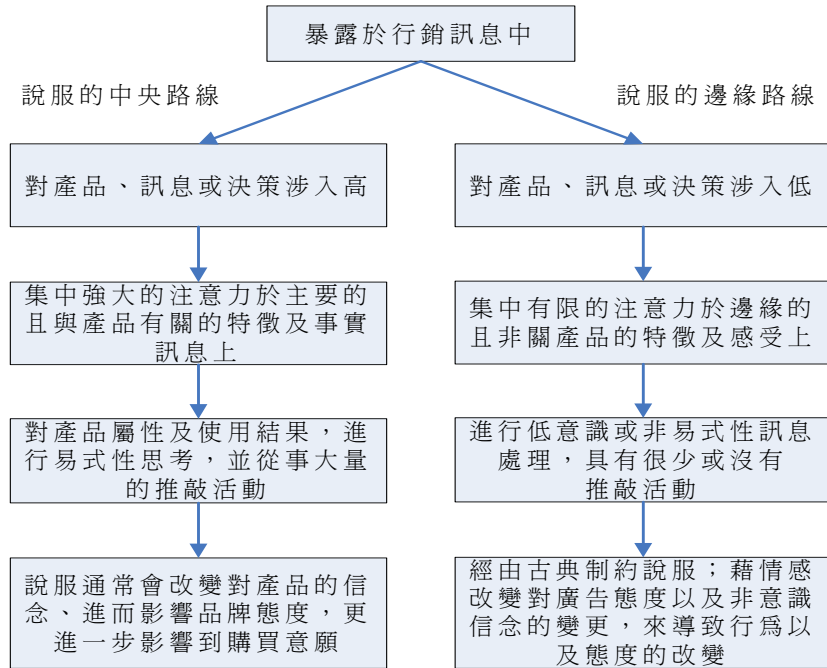 暴露於行銷訊息中
說服的中央路線
說服的邊緣路線
對產品、訊息或決策涉入高
對產品、訊息或決策涉入低
集中強大的注意力於主要的
且與產品有關的特徵及事實
訊息上
集中有限的注意力於邊緣的
且非關產品的特徵及感受上
對產品屬性及使用結果，進
行易式性思考，並從事大量
的推敲活動
進行低意識或非易式性訊息
處理，具有很少或沒有
推敲活動
說服通常會改變對產品的信
念、進而影響品牌態度，更
進一步影響到購買意願
經由古典制約說服；藉情感
改變對廣告態度以及非意識
信念的變更，來導致行為以
及態度的改變